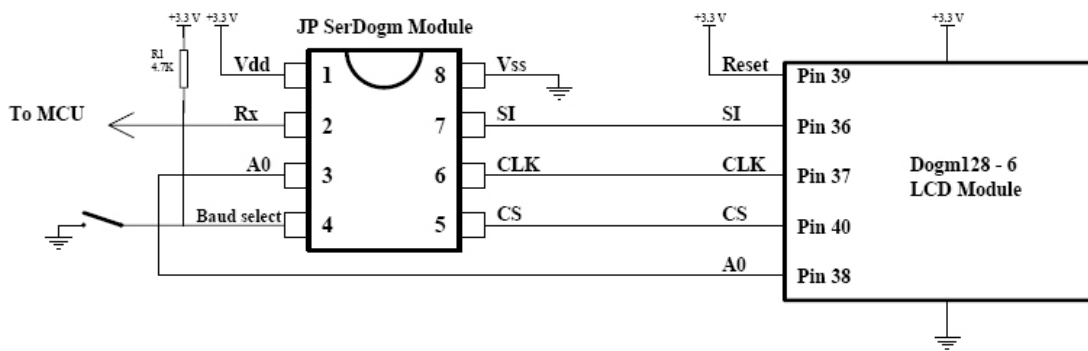 +3.3 V
+3.3 V
+3.3 V
+3.3 V
JP SerDogm Module
R1
4.7K
Vdd
1
8
Vss
Reset
Pin 39
To MCU
Rx
2
7
SI
SI
Pin 36
A0
3
6
CLK
CLK
Pin 37
Dogm128 - 6
LCD Module
Baud select
4
5
CS
CS
Pin 40
A0
Pin 38